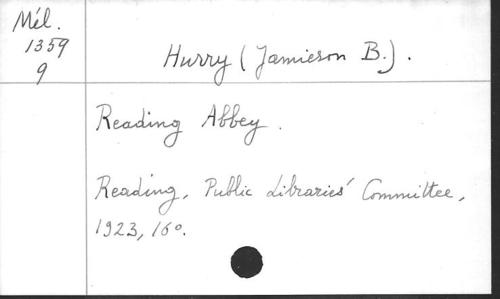 Mél.
1359
9
Hurry (Jamieson B.).
Reading Abbey.
Reading, Public Libraries' Committee,
1923, 16°.